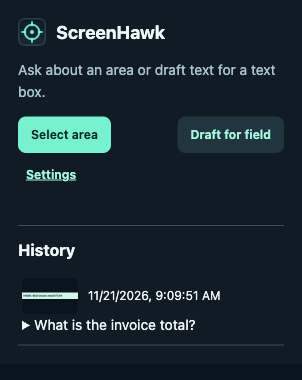 ScreenHawk
Ask about an area or draft text for a text
box.
Select area
Draft for field
Settings
History
11/21/2026, 9:09:51 AM
What is the invoice total?